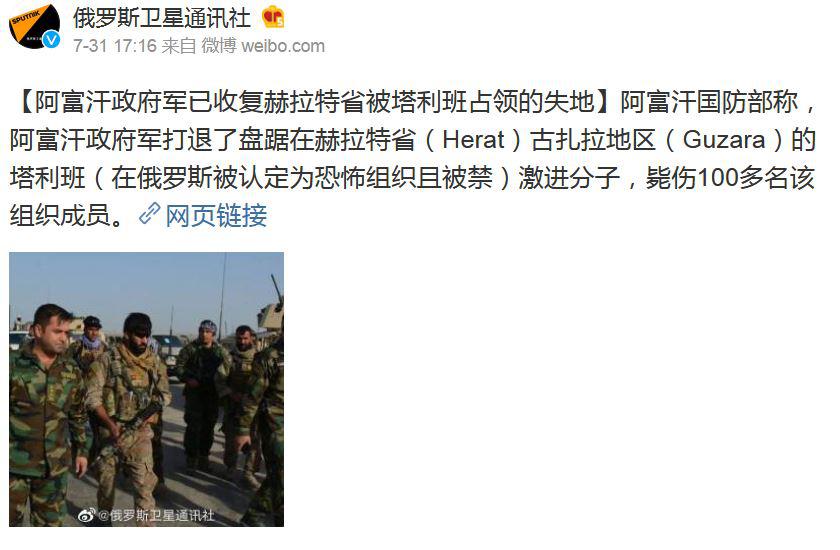 SPUTNIK
俄罗斯卫星通讯社
7-31 17:16 来自 微博 weibo.com
【阿富汗政府军已收复赫拉特省被塔利班占领的失地】阿富汗国防部称，
阿富汗政府军打退了盘踞在赫拉特省（Herat）古扎拉地区（Guzara）的
塔利班（在俄罗斯被认定为恐怖组织且被禁）激进分子，毙伤100多名该
组织成员。网页链接
@俄罗斯卫星通讯社